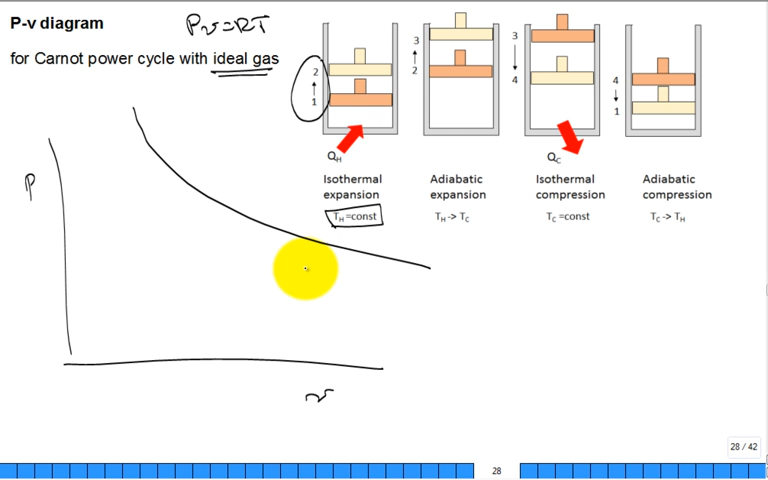 P-v diagram
Pv=RT
for Carnot power cycle with ideal gas
2
1
3
2
3
4
4
1
QH
QC
Isothermal expansion
Adiabatic expansion
Isothermal compression
Adiabatic compression
TH=const
TH -> TC
TC =const
TC -> TH
P
v
28 / 42
28